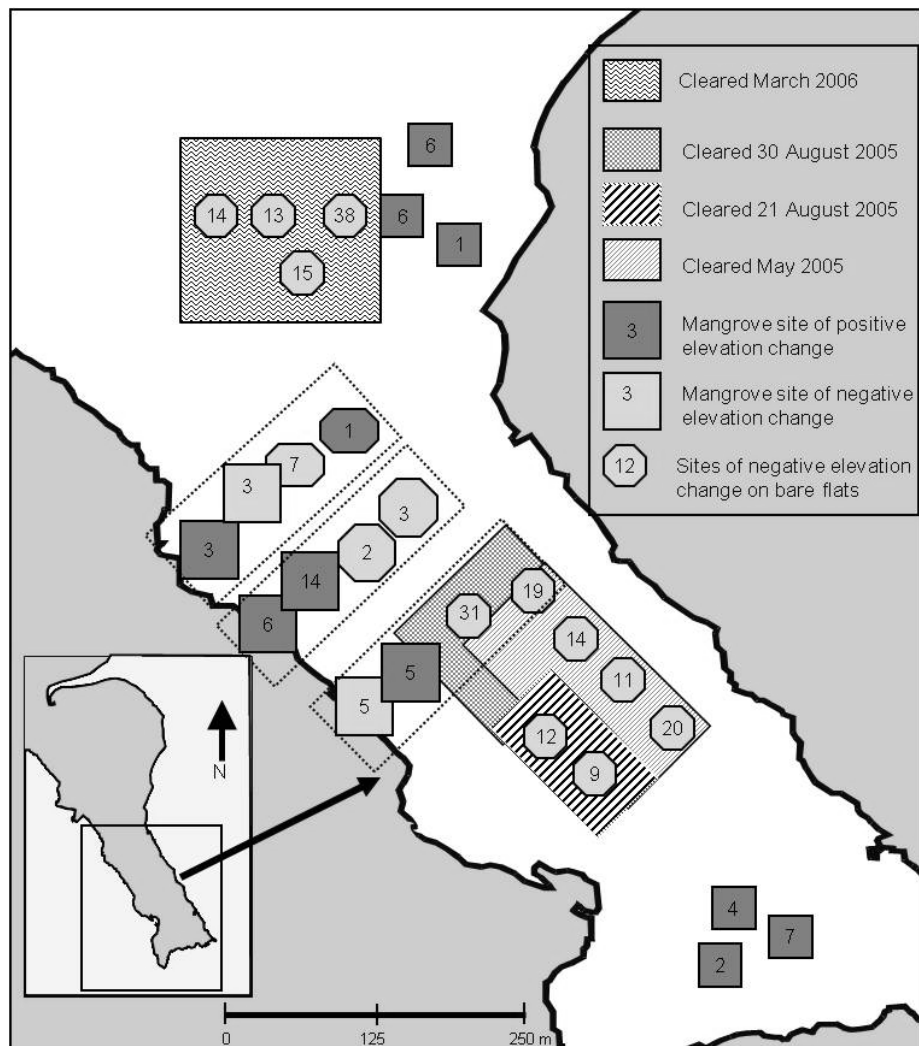 Cleared March 2006
6
Cleared 30 August 2005
14 13 38 6
Cleared 21 August 2005
1
15
Cleared May 2005
3 Mangrove site of positive
elevation change
3 Mangrove site of negative
elevation change
12 Sites of negative elevation
change on bare flats
1
7
3
3
3
2
14
6
19
31
14
5
11
5
20
12
9
N
4
7
2
0 125 250 m